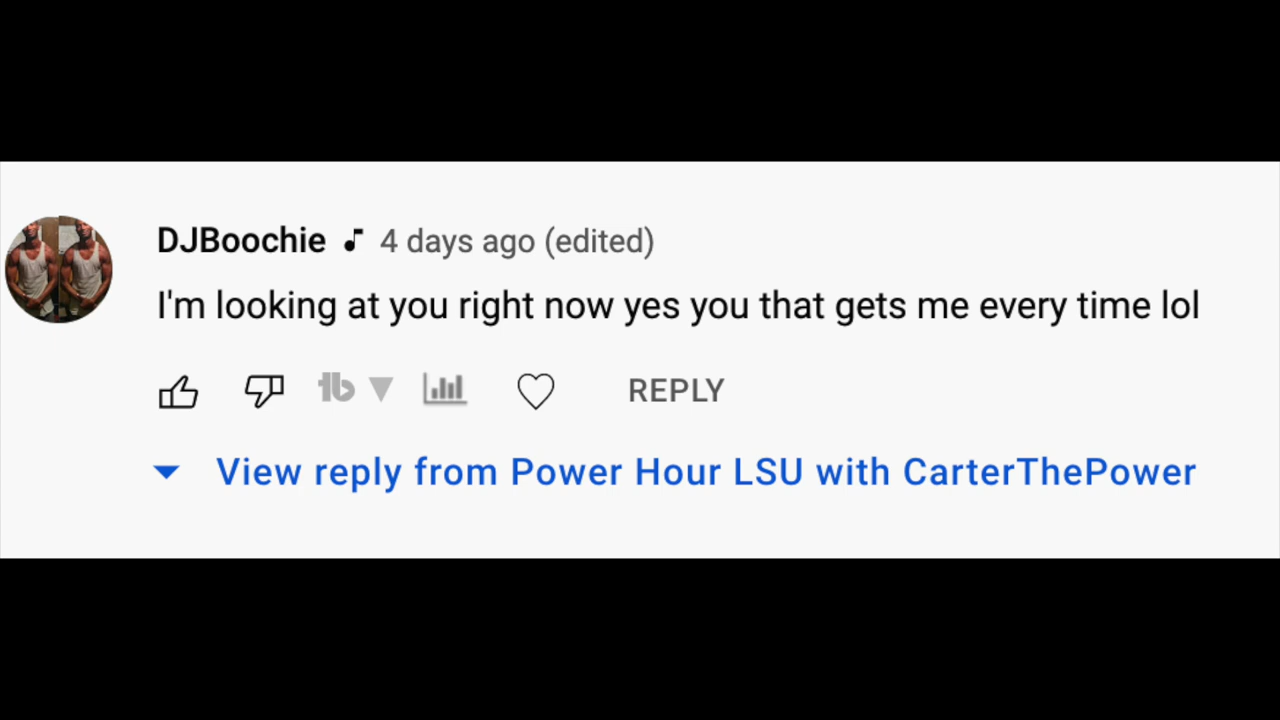 DJBoochie ♪ 4 days ago (edited)
I'm looking at you right now yes you that gets me every time lol
tb REPLY
View reply from Power Hour LSU with CarterThePower